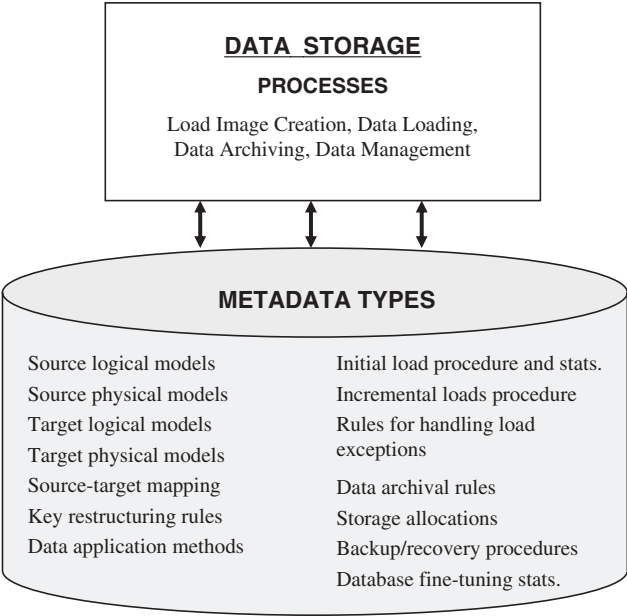 DATA STORAGE
PROCESSES
Load Image Creation, Data Loading,
Data Archiving, Data Management
METADATA TYPES
Source logical models
Source physical models
Target logical models
Target physical models
Source-target mapping
Key restructuring rules
Data application methods
Initial load procedure and stats.
Incremental loads procedure
Rules for handling load
exceptions
Data archival rules
Storage allocations
Backup/recovery procedures
Database fine-tuning stats.